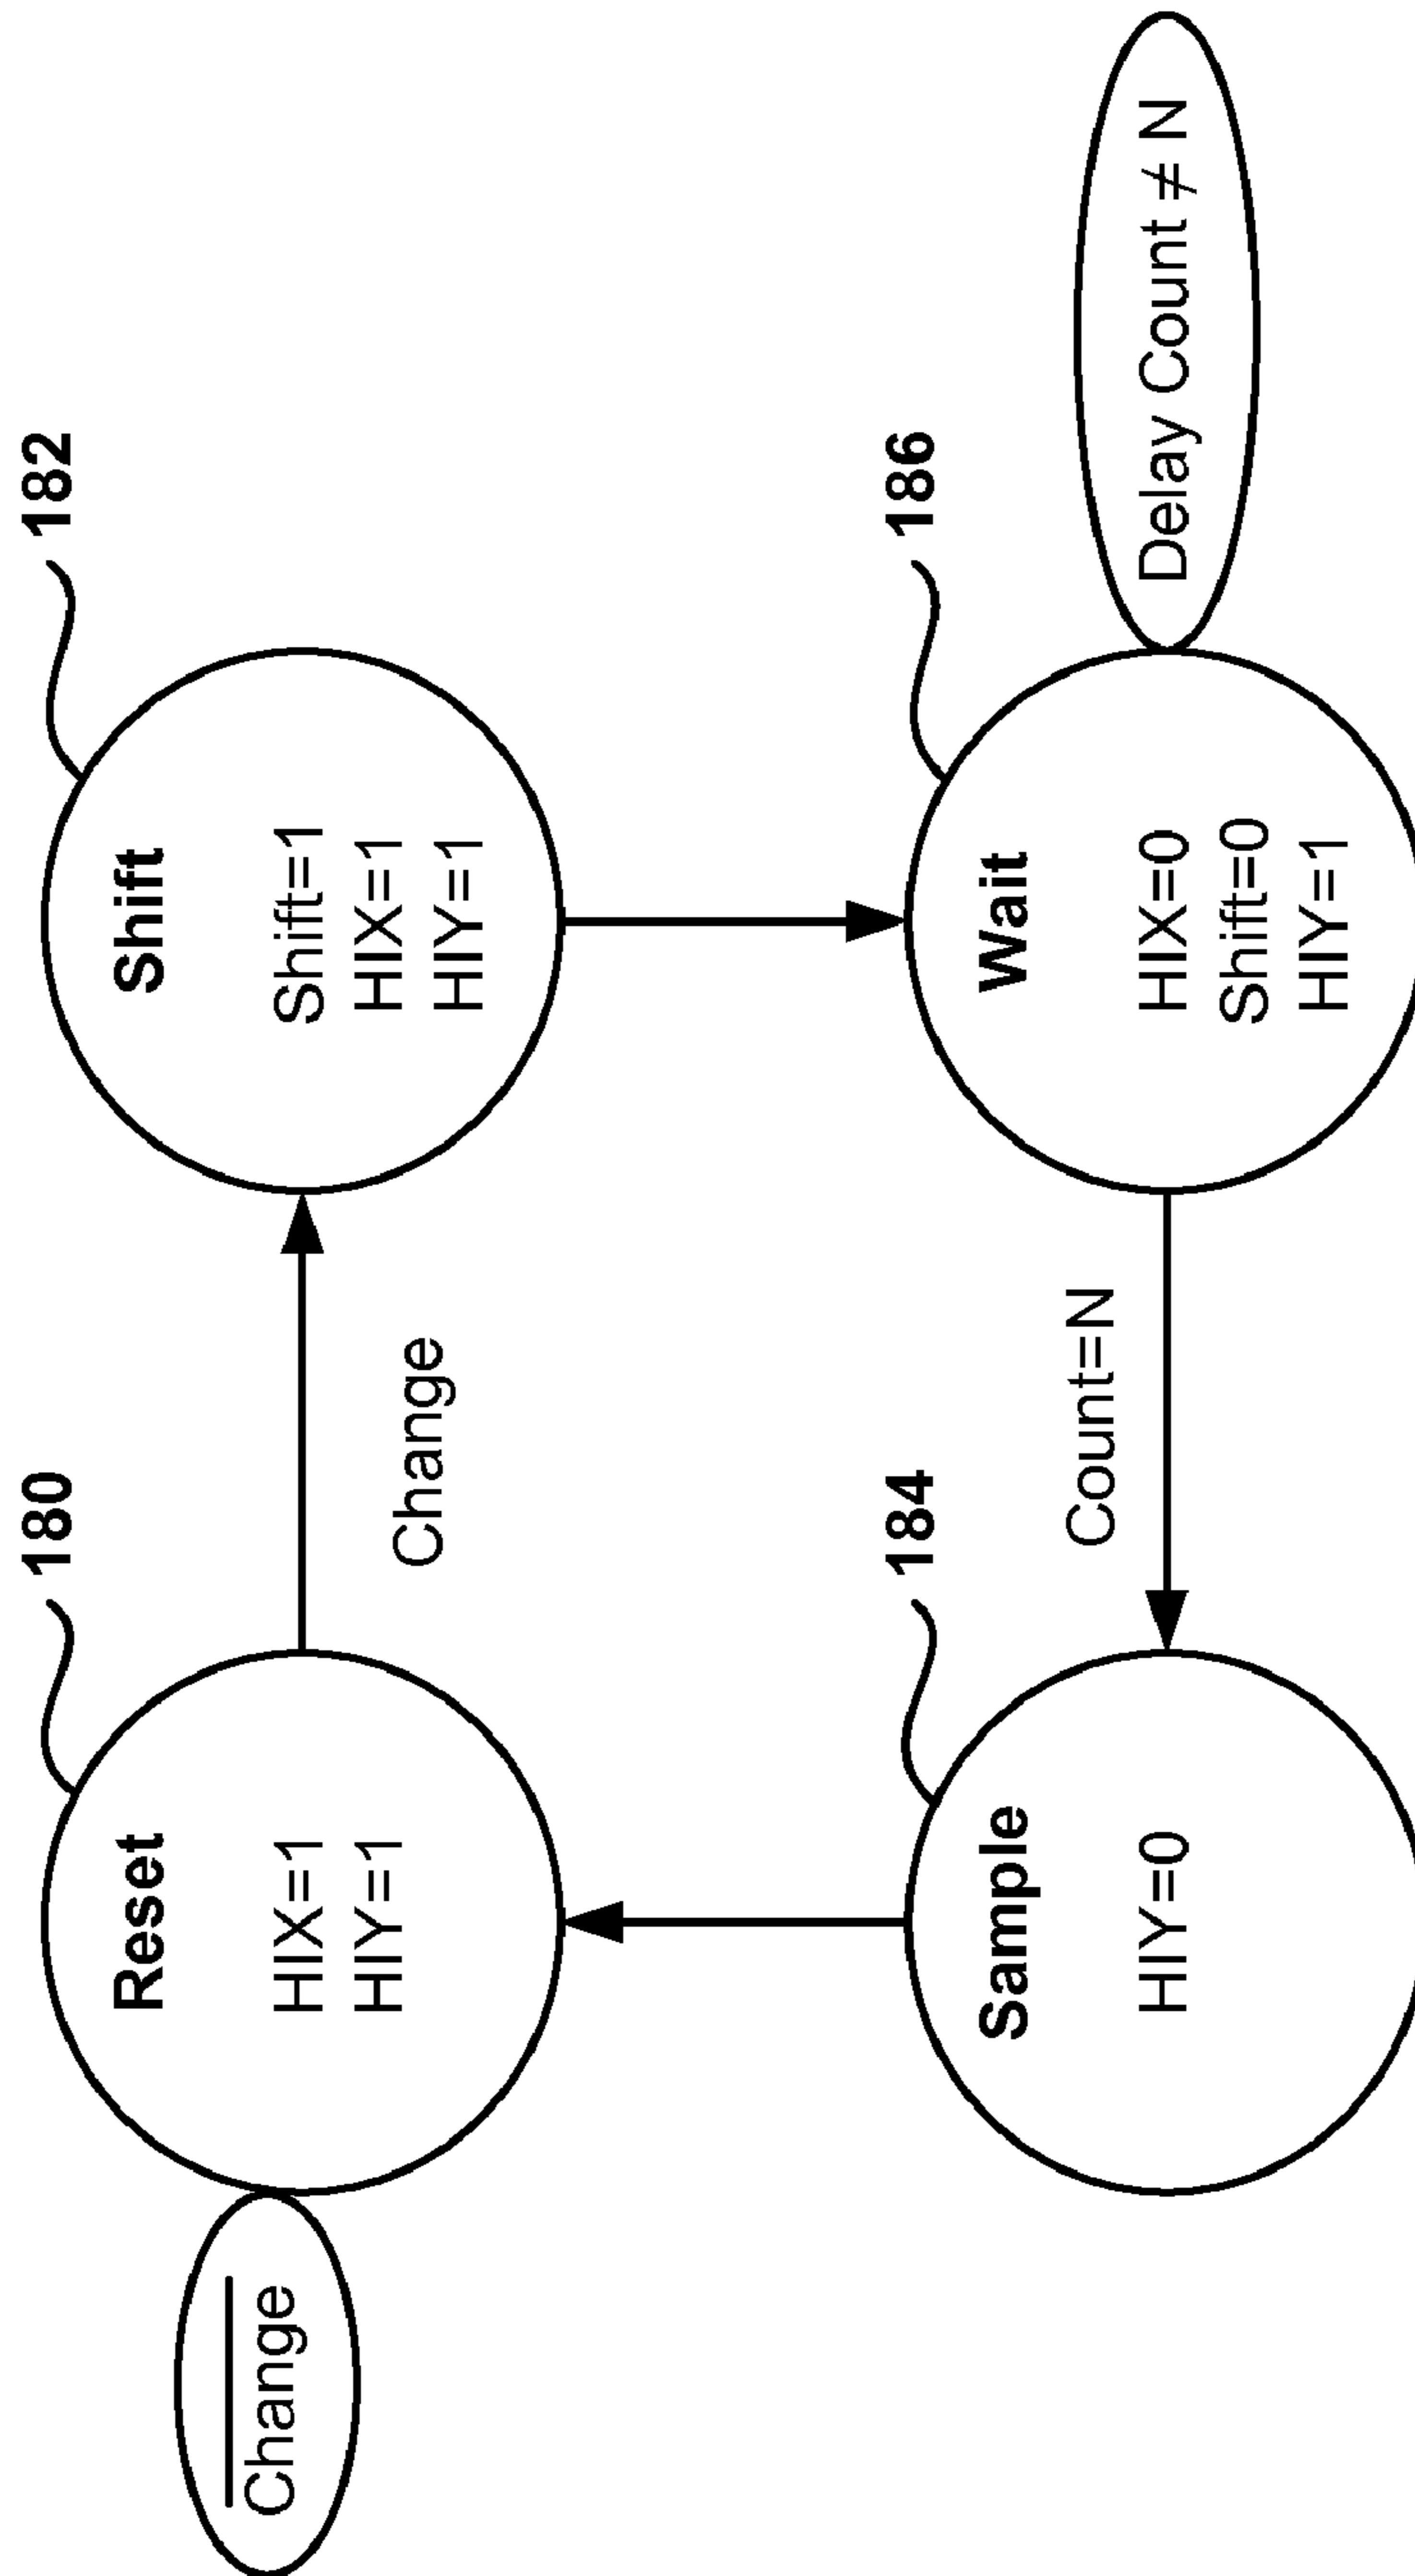 180
182
Reset
HIX=1
HIY=1
Change
Change
Shift
Shift=1
HIX=1
HIY=1
184
186
Sample
HIY=0
Count=N
Wait
HIX=0
Shift=0
HIY=1
Delay Count ≠ N